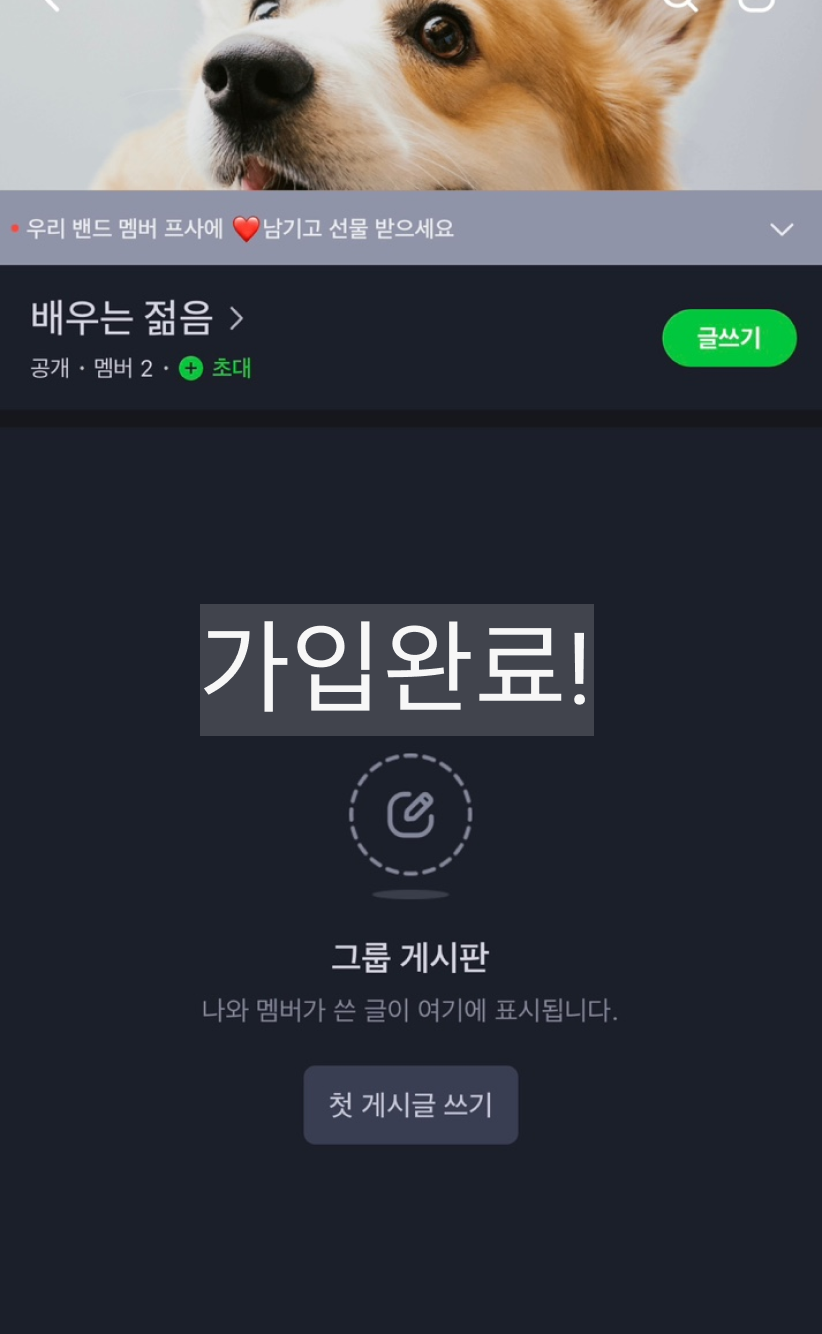 우리 밴드 멤버 프사에 ❤️남기고 선물 받으세요
배우는 젊음
글쓰기
공개 · 멤버 2 · 초대
가입완료!
그룹 게시판
나와 멤버가 쓴 글이 여기에 표시됩니다.
첫 게시글 쓰기